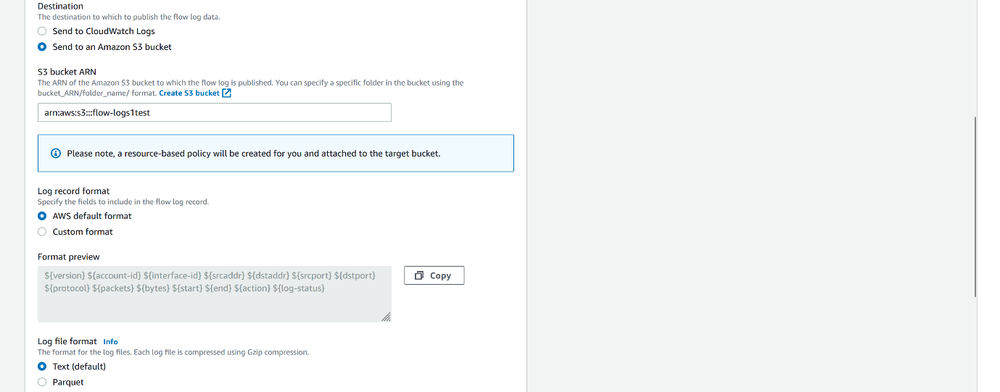 Destination
The destination to which to publish the flow log data.
Send to CloudWatch Logs
Send to an Amazon S3 bucket
S3 bucket ARN
The ARN of the Amazon S3 bucket to which the flow log is published. You can specify a specific folder in the bucket using the
bucket_ARN/folder_name/ format. Create S3 bucket
arn:aws:s3:::flow-logs1test
Please note, a resource-based policy will be created for you and attached to the target bucket.
Log record format
Specify the fields to include in the flow log record.
AWS default format
Custom format
Format preview
${version} ${account-id} ${interface-id} ${srcaddr} ${dstaddr} ${srcport} ${dstport}
${protocol} ${packets} ${bytes} ${start} ${end} ${action} ${log-status}
Copy
Log file format Info
The format for the log files. Each log file is compressed using Gzip compression.
Text (default)
Parquet